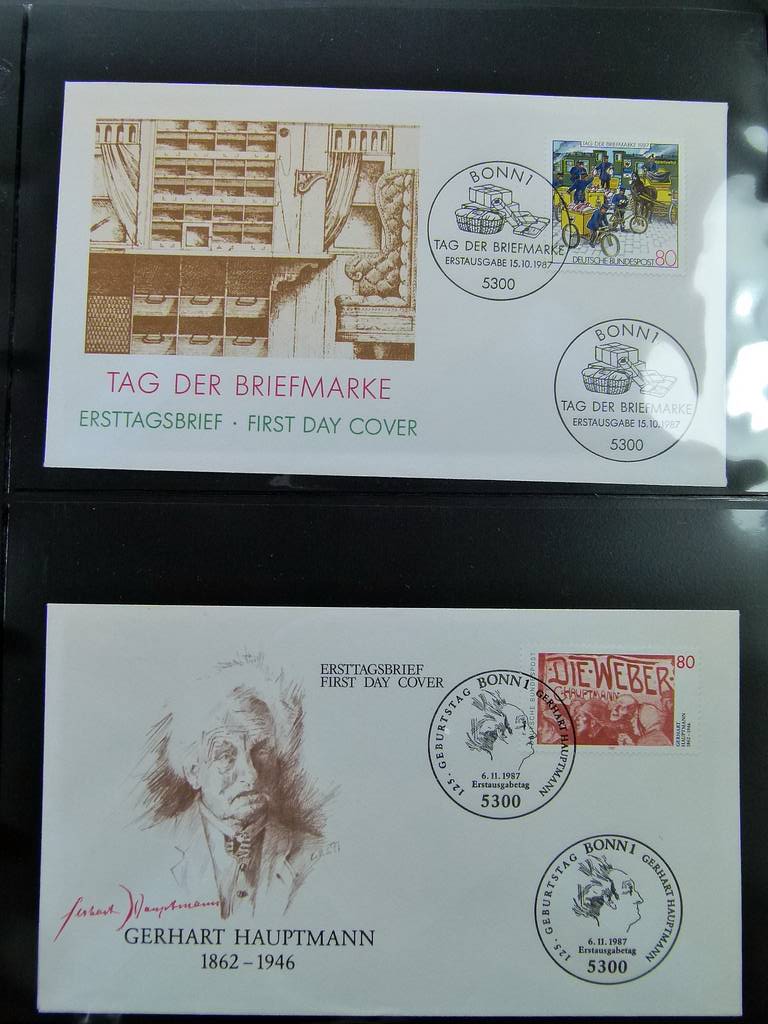 TAG DER BRIEFMARKE 1987
DEUTSCHE BUNDESPOST 80
BONN 1
TAG DER BRIEFMARKE
ERSTAUSGABE 15.10.1987
5300
BONN 1
TAG DER BRIEFMARKE
ERSTAUSGABE 15.10.1987
5300
TAG DER BRIEFMARKE
ERSTTAGSBRIEF · FIRST DAY COVER
ERSTTAGSBRIEF
FIRST DAY COVER
80
DIE·WEBER
HAUPTMANN
DEUTSCHE BUNDESPOST
GERHART
HAUPTMANN
1862–1946
125. GEBURTSTAG BONN 1 GERHART HAUPTMANN
6.11.1987
Erstausgabetag
5300
125. GEBURTSTAG BONN 1 GERHART HAUPTMANN
6.11.1987
Erstausgabetag
5300
Gerhart Hauptmann
GERHART HAUPTMANN
1862 – 1946